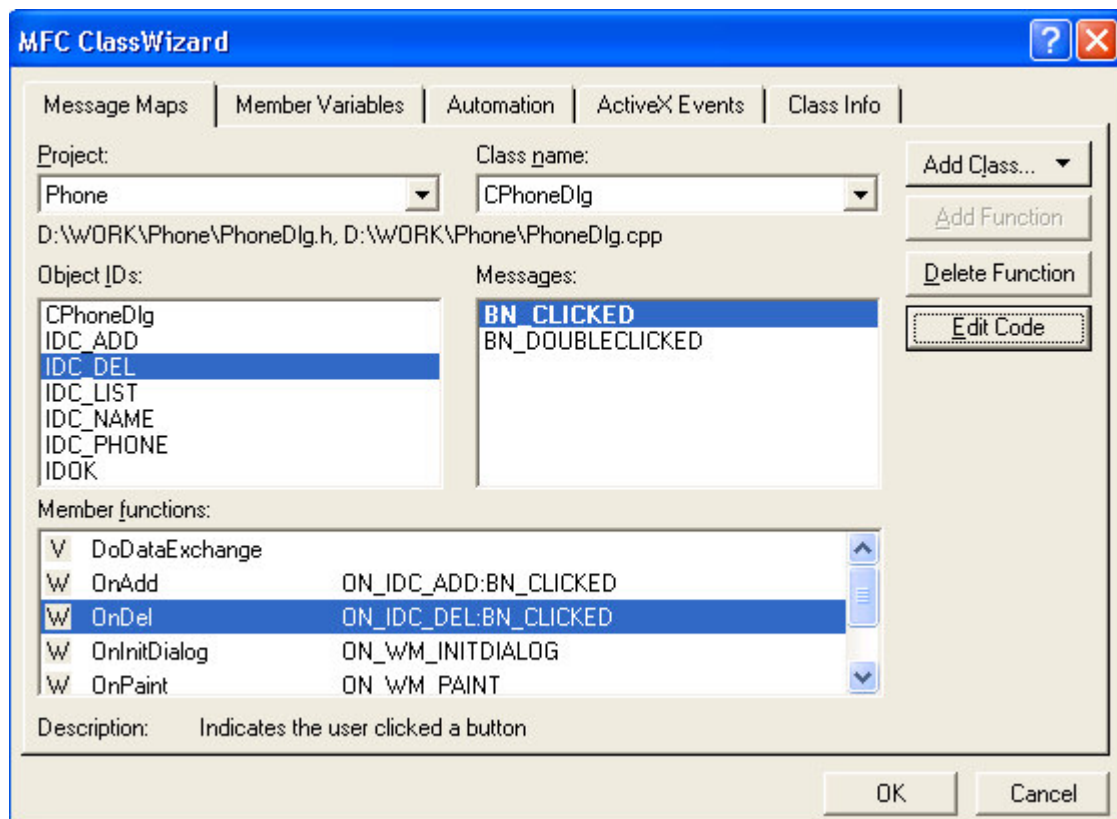 MFC ClassWizard
Message Maps Member Variables Automation ActiveX Events Class Info
Project: Class name:
Add Class...
Phone CPhoneDlg
Add Function
D:\WORK\Phone\PhoneDlg.h, D:\WORK\Phone\PhoneDlg.cpp
Object IDs: Messages: Delete Function
CPhoneDlg BN_CLICKED
Edit Code
IDC_ADD BN_DOUBLECLICKED
IDC_DEL
IDC_LIST
IDC_NAME
IDC_PHONE
IDOK
Member functions:
V DoDataExchange
W OnAdd ON_IDC_ADD:BN_CLICKED
W OnDel ON_IDC_DEL:BN_CLICKED
W OnInitDialog ON_WM_INITDIALOG
W OnPaint ON_WM_PAINT
Description: Indicates the user clicked a button
OK Cancel